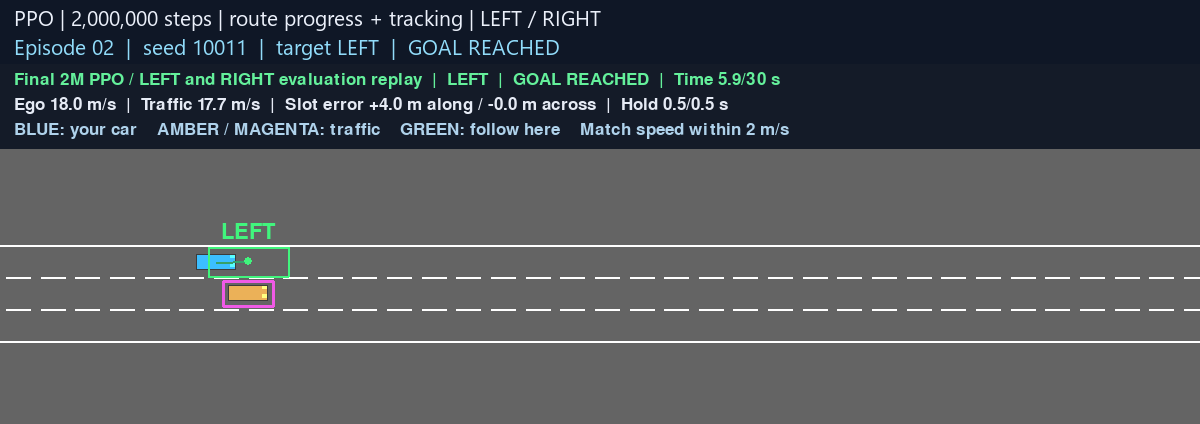 PPO | 2,000,000 steps | route progress + tracking | LEFT / RIGHT
Episode 02 | seed 10011 | target LEFT | GOAL REACHED
Final 2M PPO / LEFT and RIGHT evaluation replay | LEFT | GOAL REACHED | Time 5.9/30 s
Ego 18.0 m/s | Traffic 17.7 m/s | Slot error +4.0 m along / -0.0 m across | Hold 0.5/0.5 s
BLUE: your car AMBER / MAGENTA: traffic GREEN: follow here Match speed within 2 m/s
LEFT